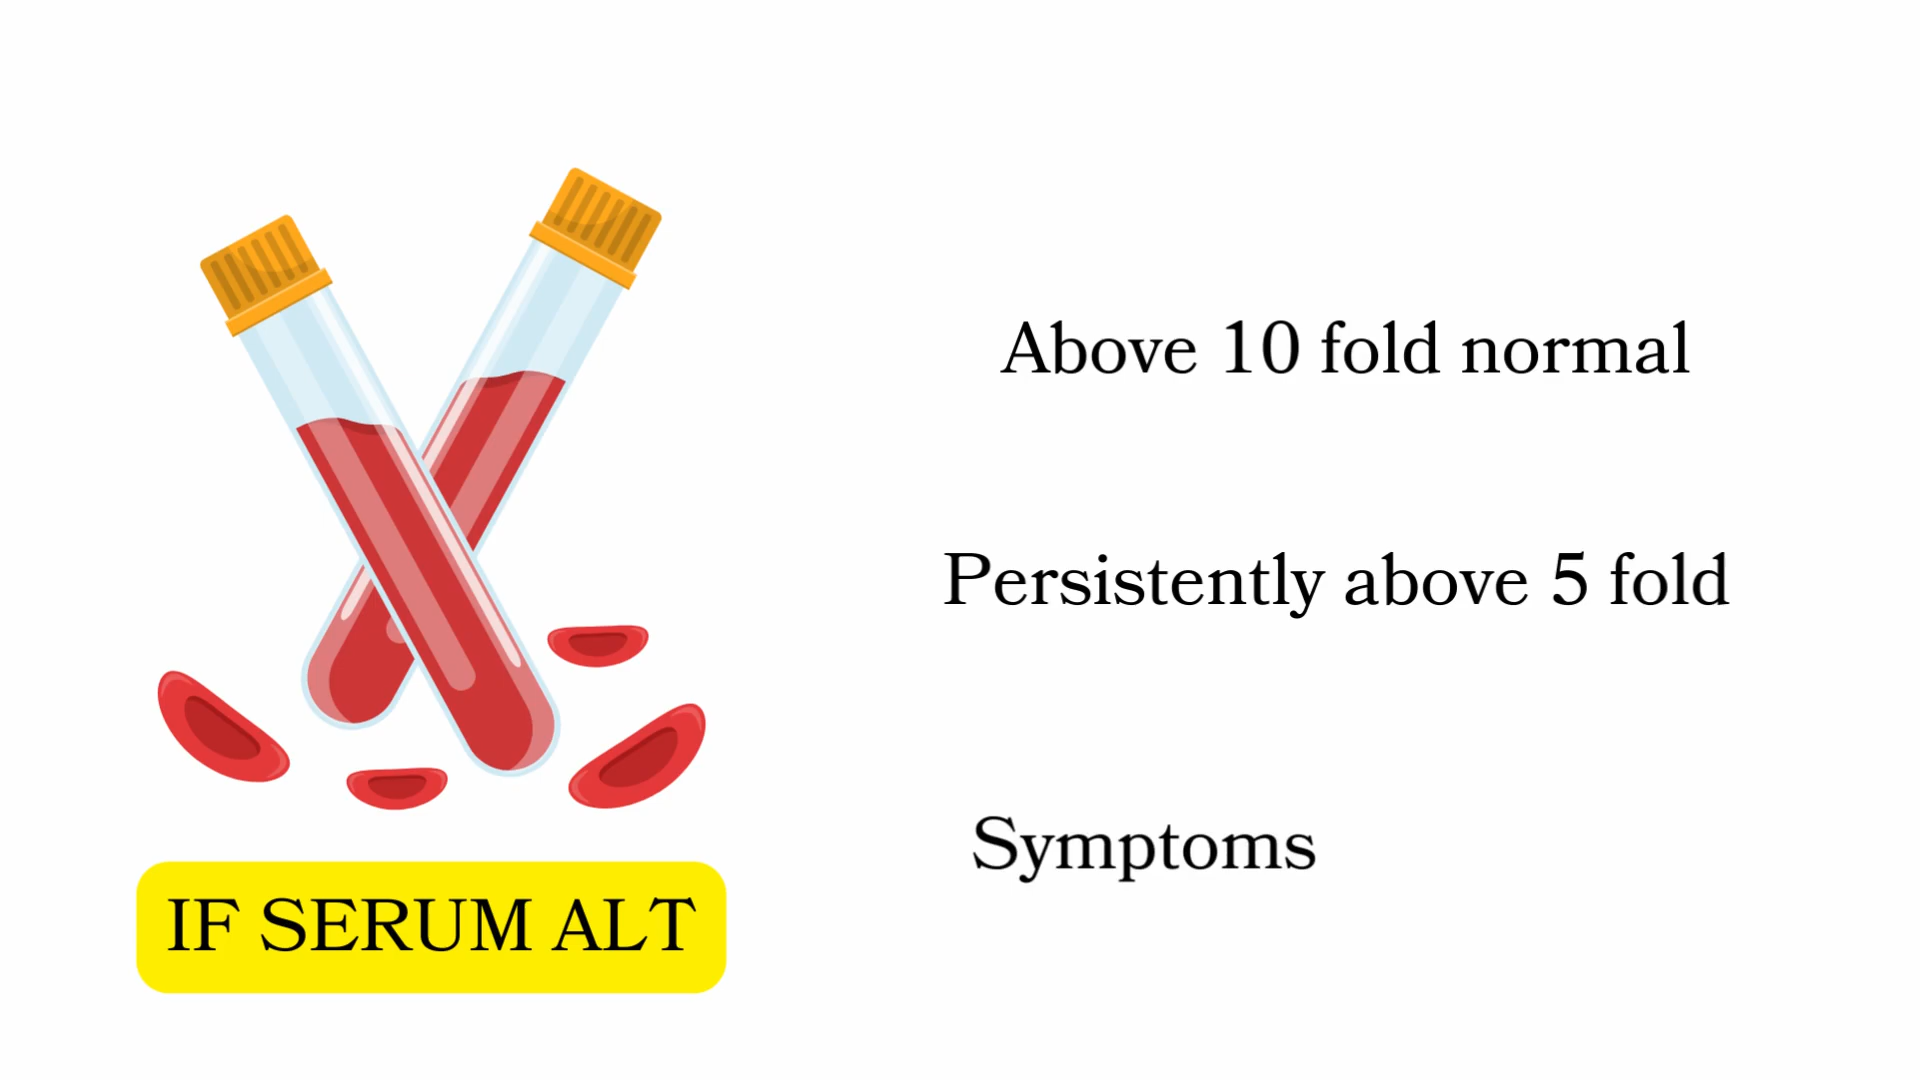 Above 10 fold normal
Persistently above 5 fold
Symptoms
IF SERUM ALT